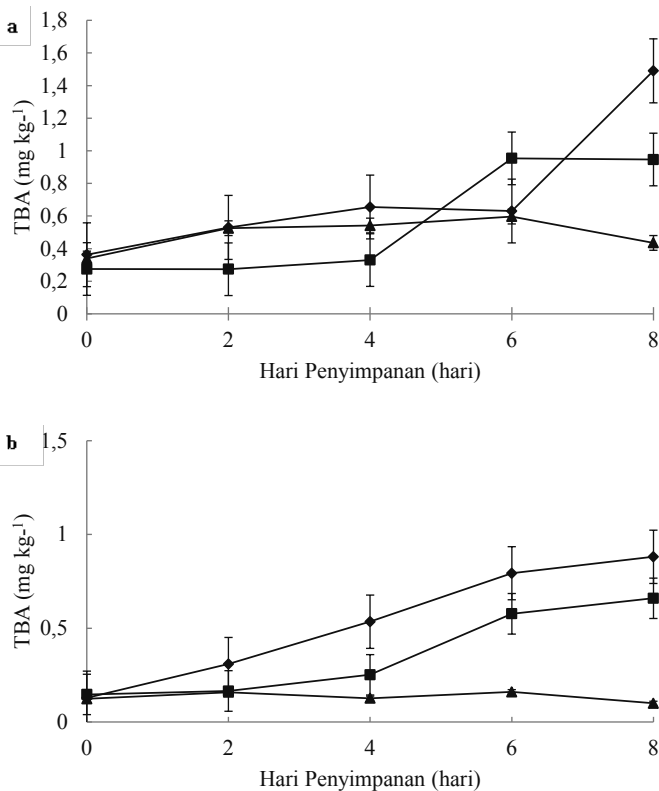 a
1,8
1,6
1,4
1,2
1
0,8
0,6
0,4
0,2
0
TBA (mg kg-¹)
0 2 4 6 8
Hari Penyimpanan (hari)
b
1,5
1
0,5
0
TBA (mg kg-¹)
0 2 4 6 8
Hari Penyimpanan (hari)